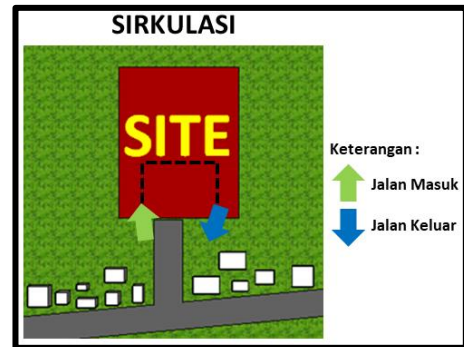 SIRKULASI
SITE
Keterangan :
Jalan Masuk
Jalan Keluar